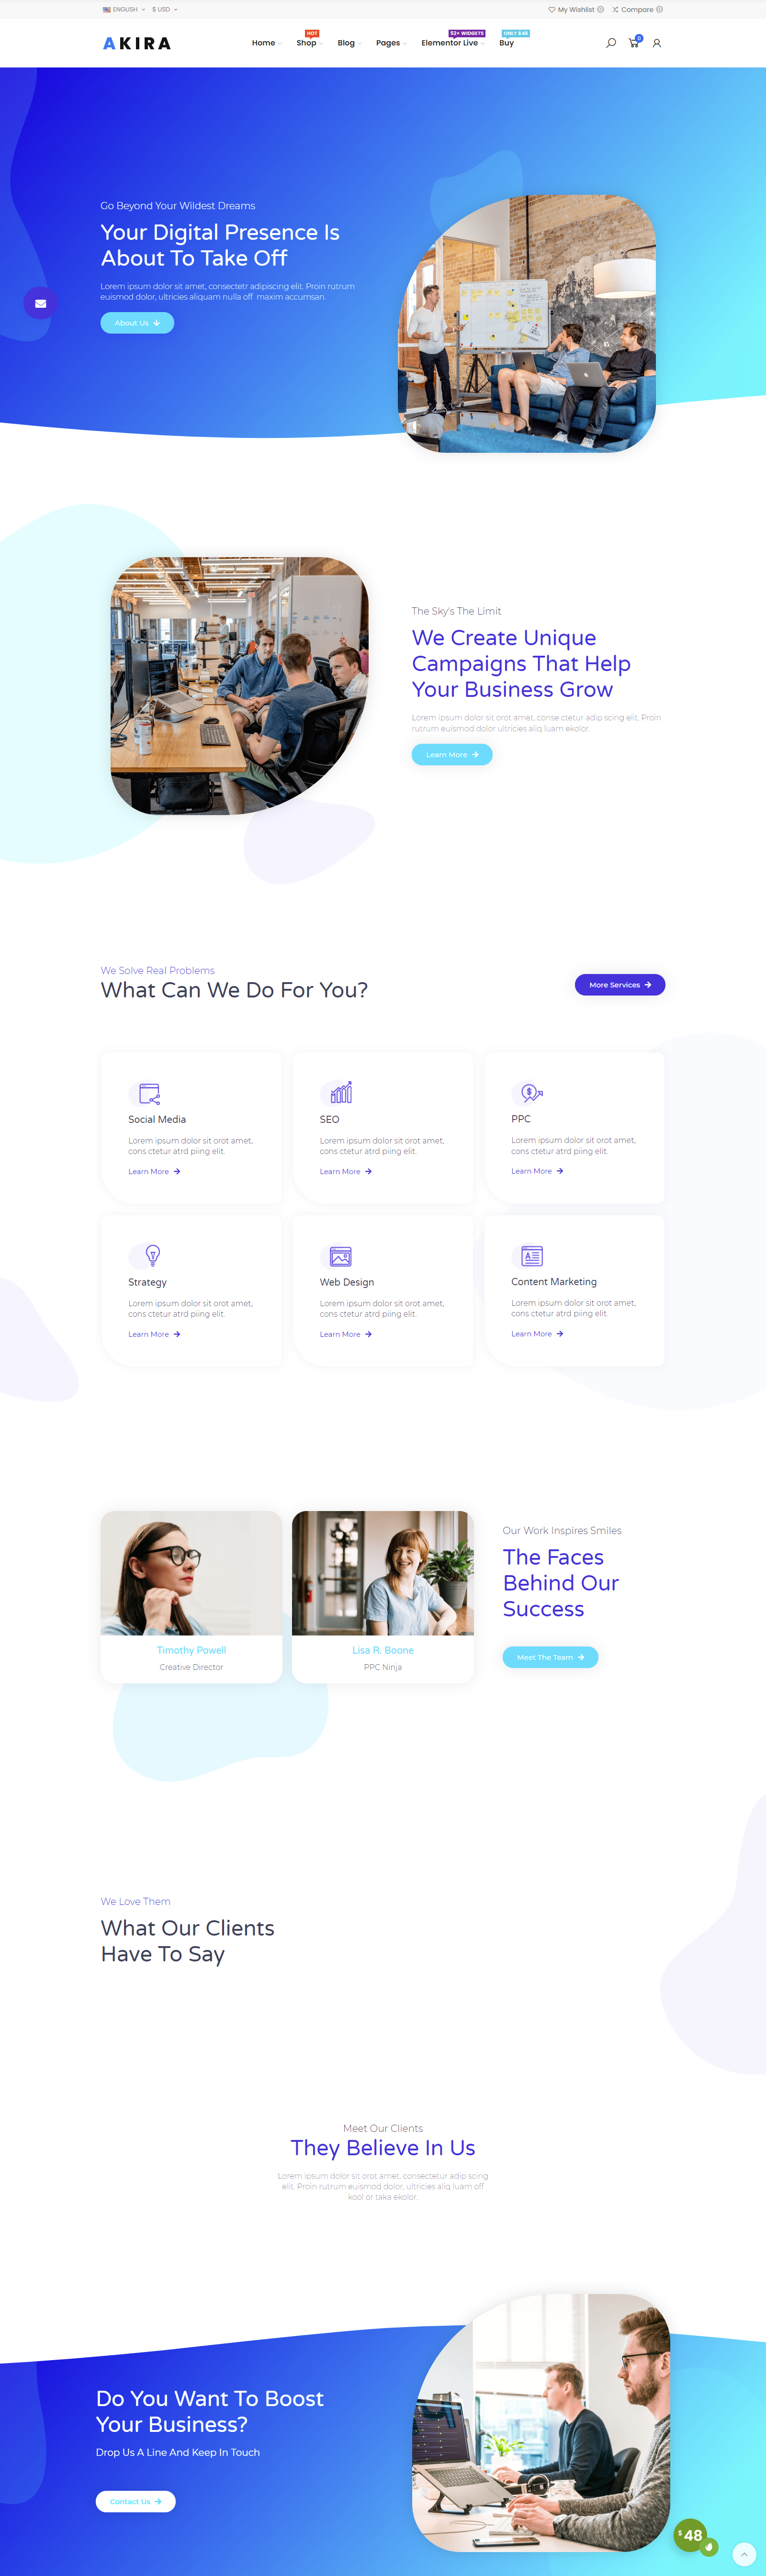 ENGLISH $ USD My Wishlist 0 Compare 0
HOT 52+ WIDGETS ONLY $48
AKIRA Home Shop Blog Pages Elementor Live Buy 0
Go Beyond Your Wildest Dreams
Your Digital Presence Is
About To Take Off
Lorem ipsum dolor sit amet, consectetr adipiscing elit. Proin rutrum
euismod dolor, ultricies aliquam nulla off maxim accumsan.
About Us
The Sky's The Limit
We Create Unique
Campaigns That Help
Your Business Grow
Lorem ipsum dolor sit orot amet, conse ctetur adip scing elit. Proin
rutrum euismod dolor ultricies aliq luam ekolor.
Learn More
We Solve Real Problems
What Can We Do For You?
More Services
Social Media
Lorem ipsum dolor sit orot amet,
cons ctetur atrd piing elit.
Learn More
SEO
Lorem ipsum dolor sit orot amet,
cons ctetur atrd piing elit.
Learn More
PPC
Lorem ipsum dolor sit orot amet,
cons ctetur atrd piing elit.
Learn More
Strategy
Lorem ipsum dolor sit orot amet,
cons ctetur atrd piing elit.
Learn More
Web Design
Lorem ipsum dolor sit orot amet,
cons ctetur atrd piing elit.
Learn More
Content Marketing
Lorem ipsum dolor sit orot amet,
cons ctetur atrd piing elit.
Learn More
Timothy Powell
Creative Director
Lisa R. Boone
PPC Ninja
Our Work Inspires Smiles
The Faces
Behind Our
Success
Meet The Team
We Love Them
What Our Clients
Have To Say
Meet Our Clients
They Believe In Us
Lorem ipsum dolor sit orot amet, consectetur adip scing
elit, Proin rutrum euismod dolor, ultricies aliq luam off
kool or taka ekolor.
Do You Want To Boost
Your Business?
Drop Us A Line And Keep In Touch
Contact Us
$48